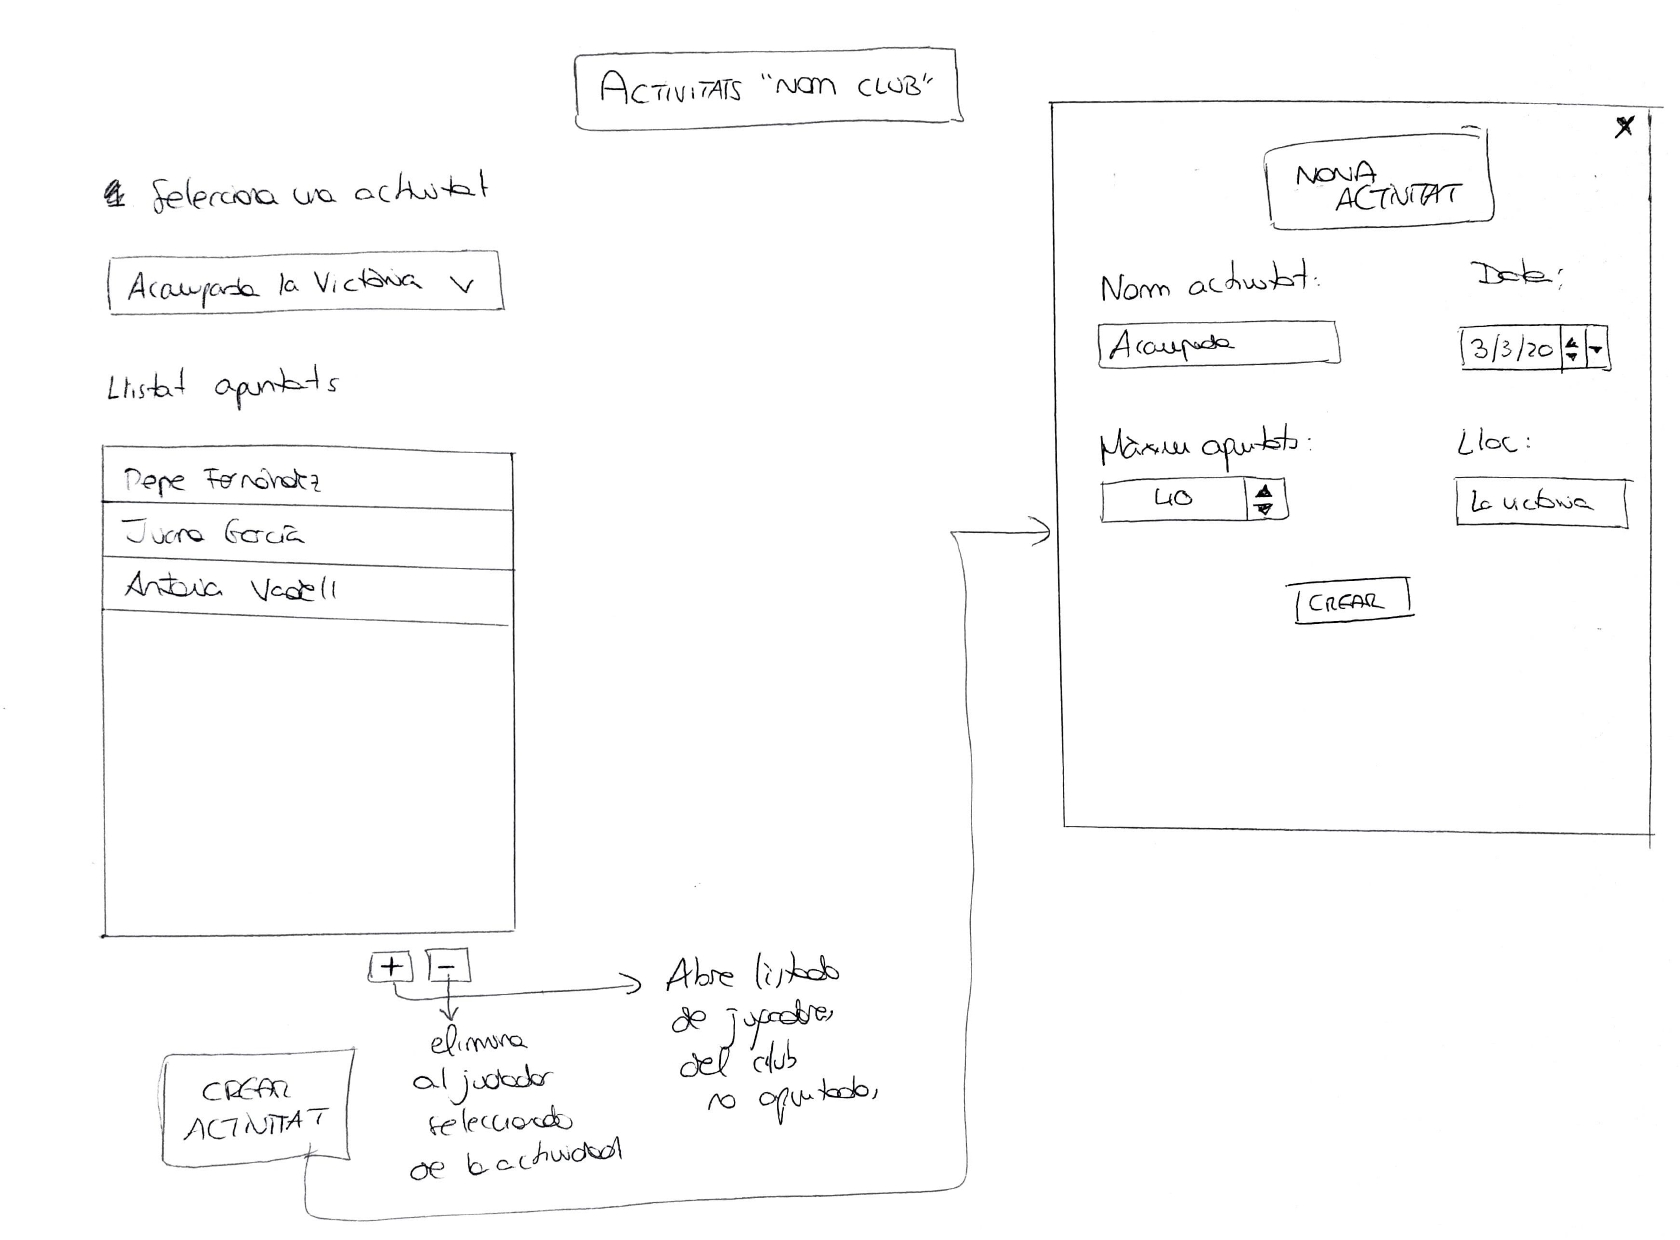 ACTIVITATS "NOM CLUB"
Selecciona una activitat
Acampada la Victòria v
Llistat apuntats
Pepe Fernández
Juana García
Antonia Vadell
+ -
Abre listado
de jugadores
del club
no apuntados
elimina
al jugador
seleccionado
de la actividad
CREAR
ACTIVITAT
X
NOVA
ACTIVITAT
Nom activitat:
Data:
Acampada
3/3/20
Màxim apuntats:
Lloc:
40
la victòria
CREAR